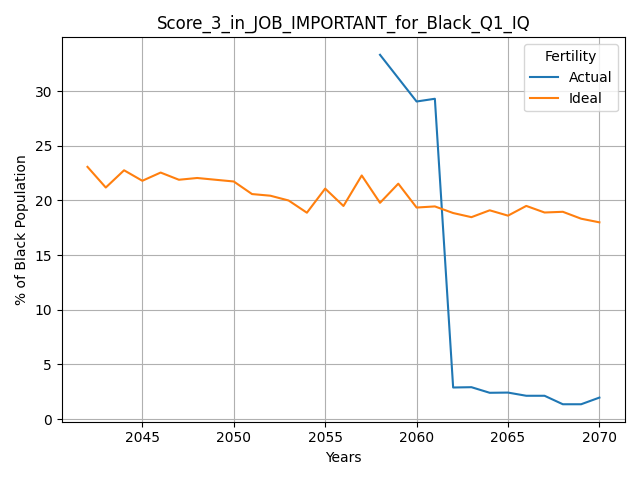 Score_3_in_JOB_IMPORTANT_for_Black_Q1_IQ
Fertility
Actual
Ideal
% of Black Population
30
25
20
15
10
5
0
2045 2050 2055 2060 2065 2070
Years